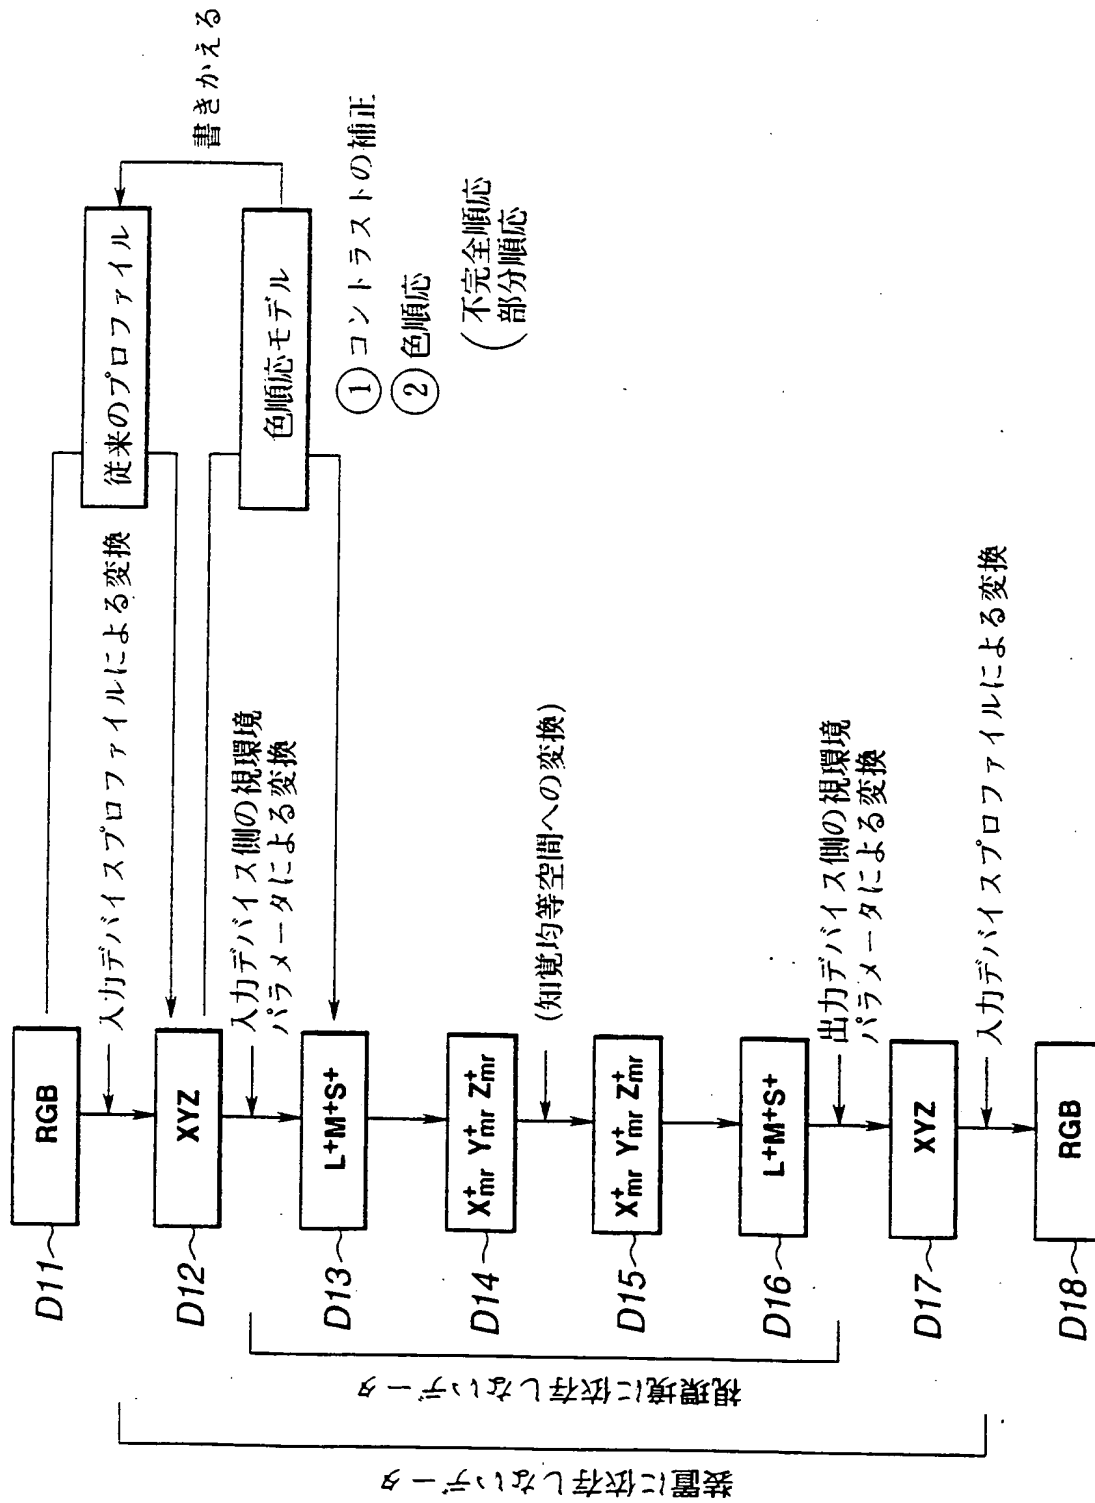 D11
RGB
入力デバイスプロファイルによる変換
従来のプロファイル
書きかえる
D12
XYZ
入力デバイス側の視環境
パラメータによる変換
色順応モデル
① コントラストの補正
② 色順応
(不完全順応
部分順応
D13
L+M+S+
D14
X+mr Y+mr Z+mr
(知覚均等空間への変換)
D15
X+mr Y+mr Z+mr
D16
L+M+S+
出力デバイス側の視環境
パラメータによる変換
D17
XYZ
入力デバイスプロファイルによる変換
D18
RGB
視環境に依存しないデータ
装置に依存しないデータ